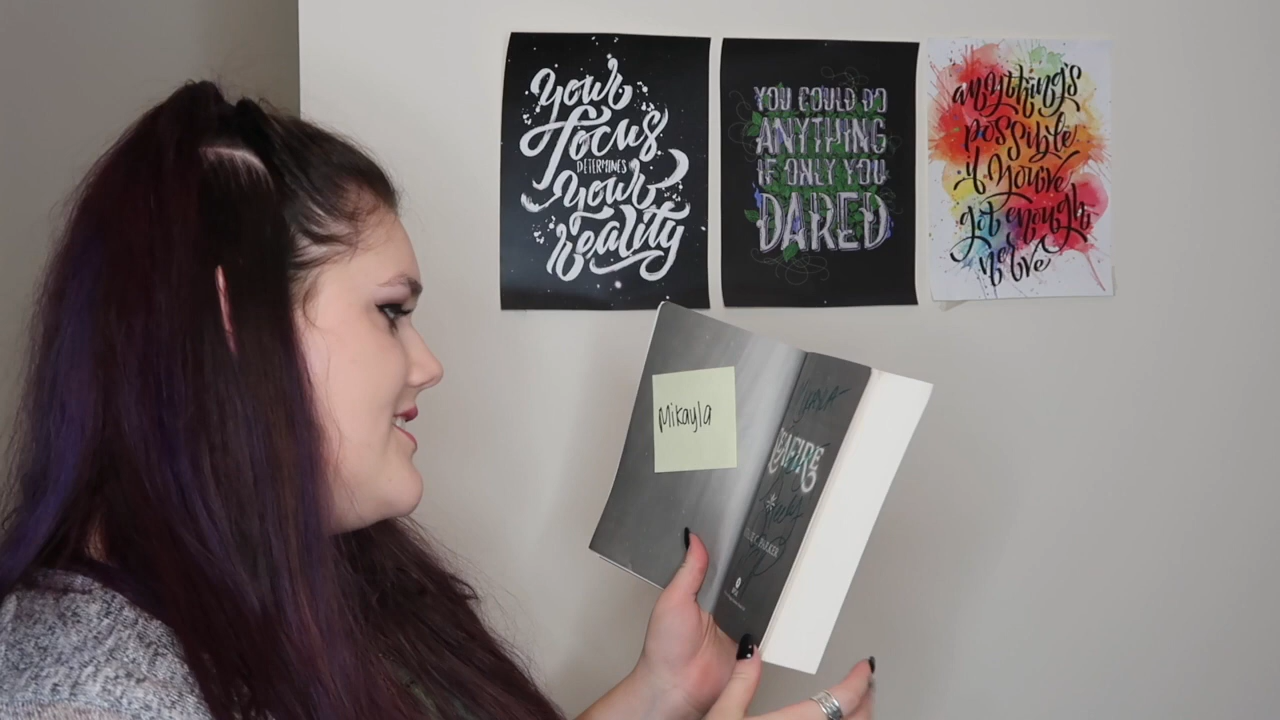 your
focus
DETERMINES
your
reality
YOU COULD DO
ANYTHING
IF ONLY YOU
DARED
anything's
possible
if you've
got enough
nerve
Mikayla
PARKER